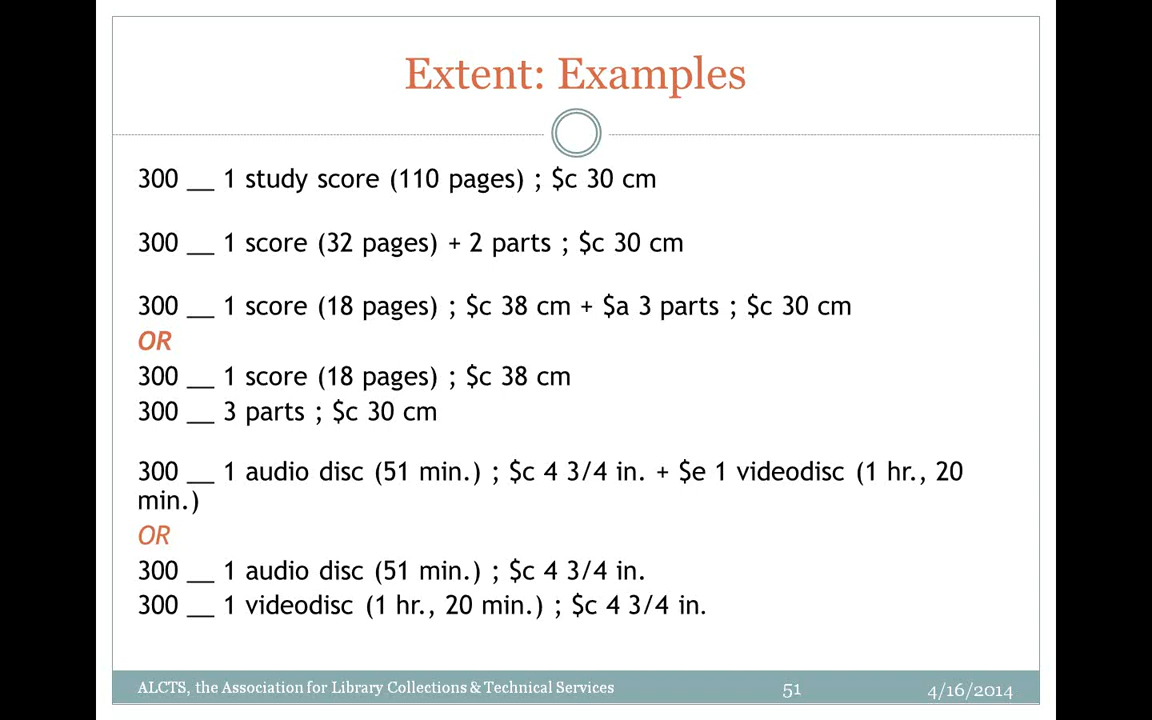 Extent: Examples
300 __ 1 study score (110 pages) ; $c 30 cm
300 __ 1 score (32 pages) + 2 parts ; $c 30 cm
300 __ 1 score (18 pages) ; $c 38 cm + $a 3 parts ; $c 30 cm
OR
300 __ 1 score (18 pages) ; $c 38 cm
300 __ 3 parts ; $c 30 cm
300 __ 1 audio disc (51 min.) ; $c 4 3/4 in. + $e 1 videodisc (1 hr., 20
min.)
OR
300 __ 1 audio disc (51 min.) ; $c 4 3/4 in.
300 __ 1 videodisc (1 hr., 20 min.) ; $c 4 3/4 in.
ALCTS, the Association for Library Collections & Technical Services 51 4/16/2014